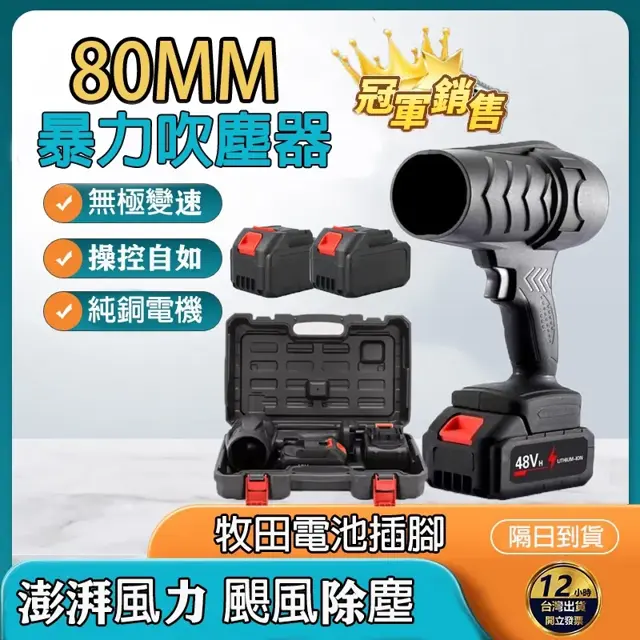 80MM
冠軍銷售
暴力吹塵器
無極變速
操控自如
純銅電機
48VH
LITHIUM-ION
牧田電池插腳
隔日到貨
澎湃風力 颶風除塵
12小時
台灣出貨
開立發票